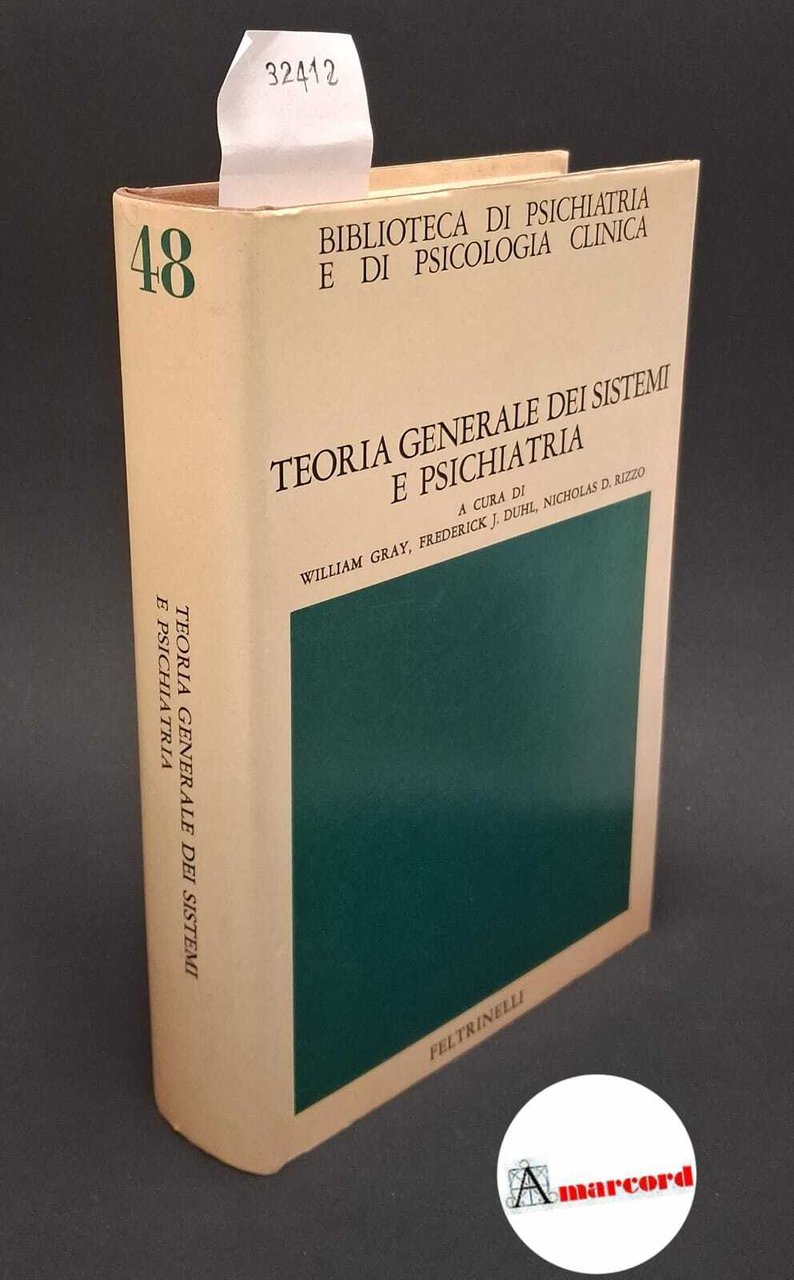 32412
48
BIBLIOTECA DI PSICHIATRIA
E DI PSICOLOGIA CLINICA
TEORIA GENERALE DEI SISTEMI
E PSICHIATRIA
A CURA DI
WILLIAM GRAY, FREDERICK J. DUHL, NICHOLAS D. RIZZO
FELTRINELLI
TEORIA GENERALE DEI SISTEMI
E PSICHIATRIA
Amarcord